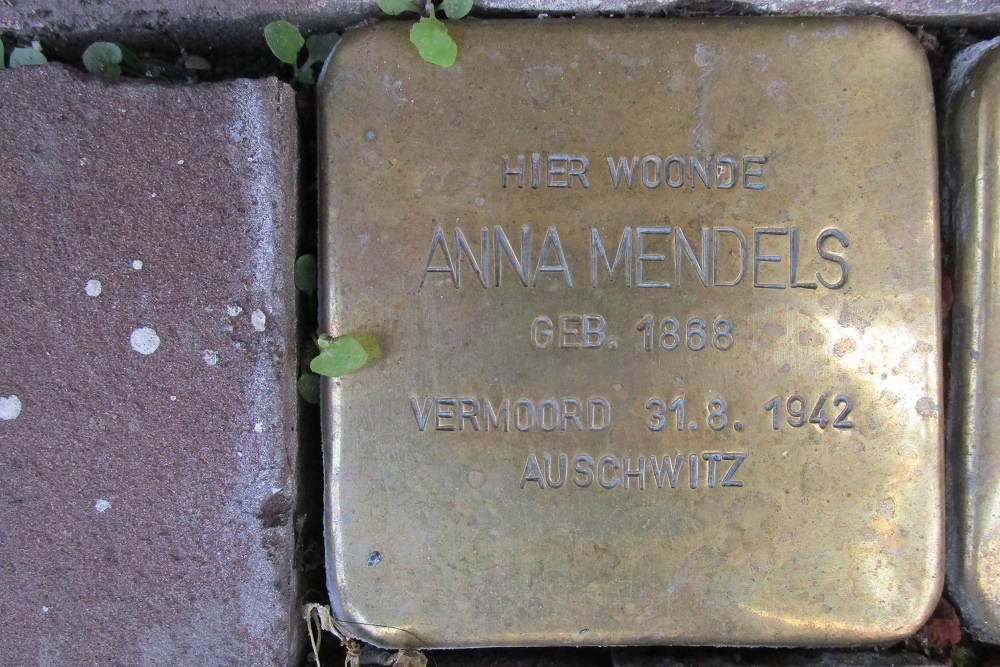 HIER WOONDE
ANNA MENDELS
GEB. 1868
VERMOORD 31.8.1942
AUSCHWITZ